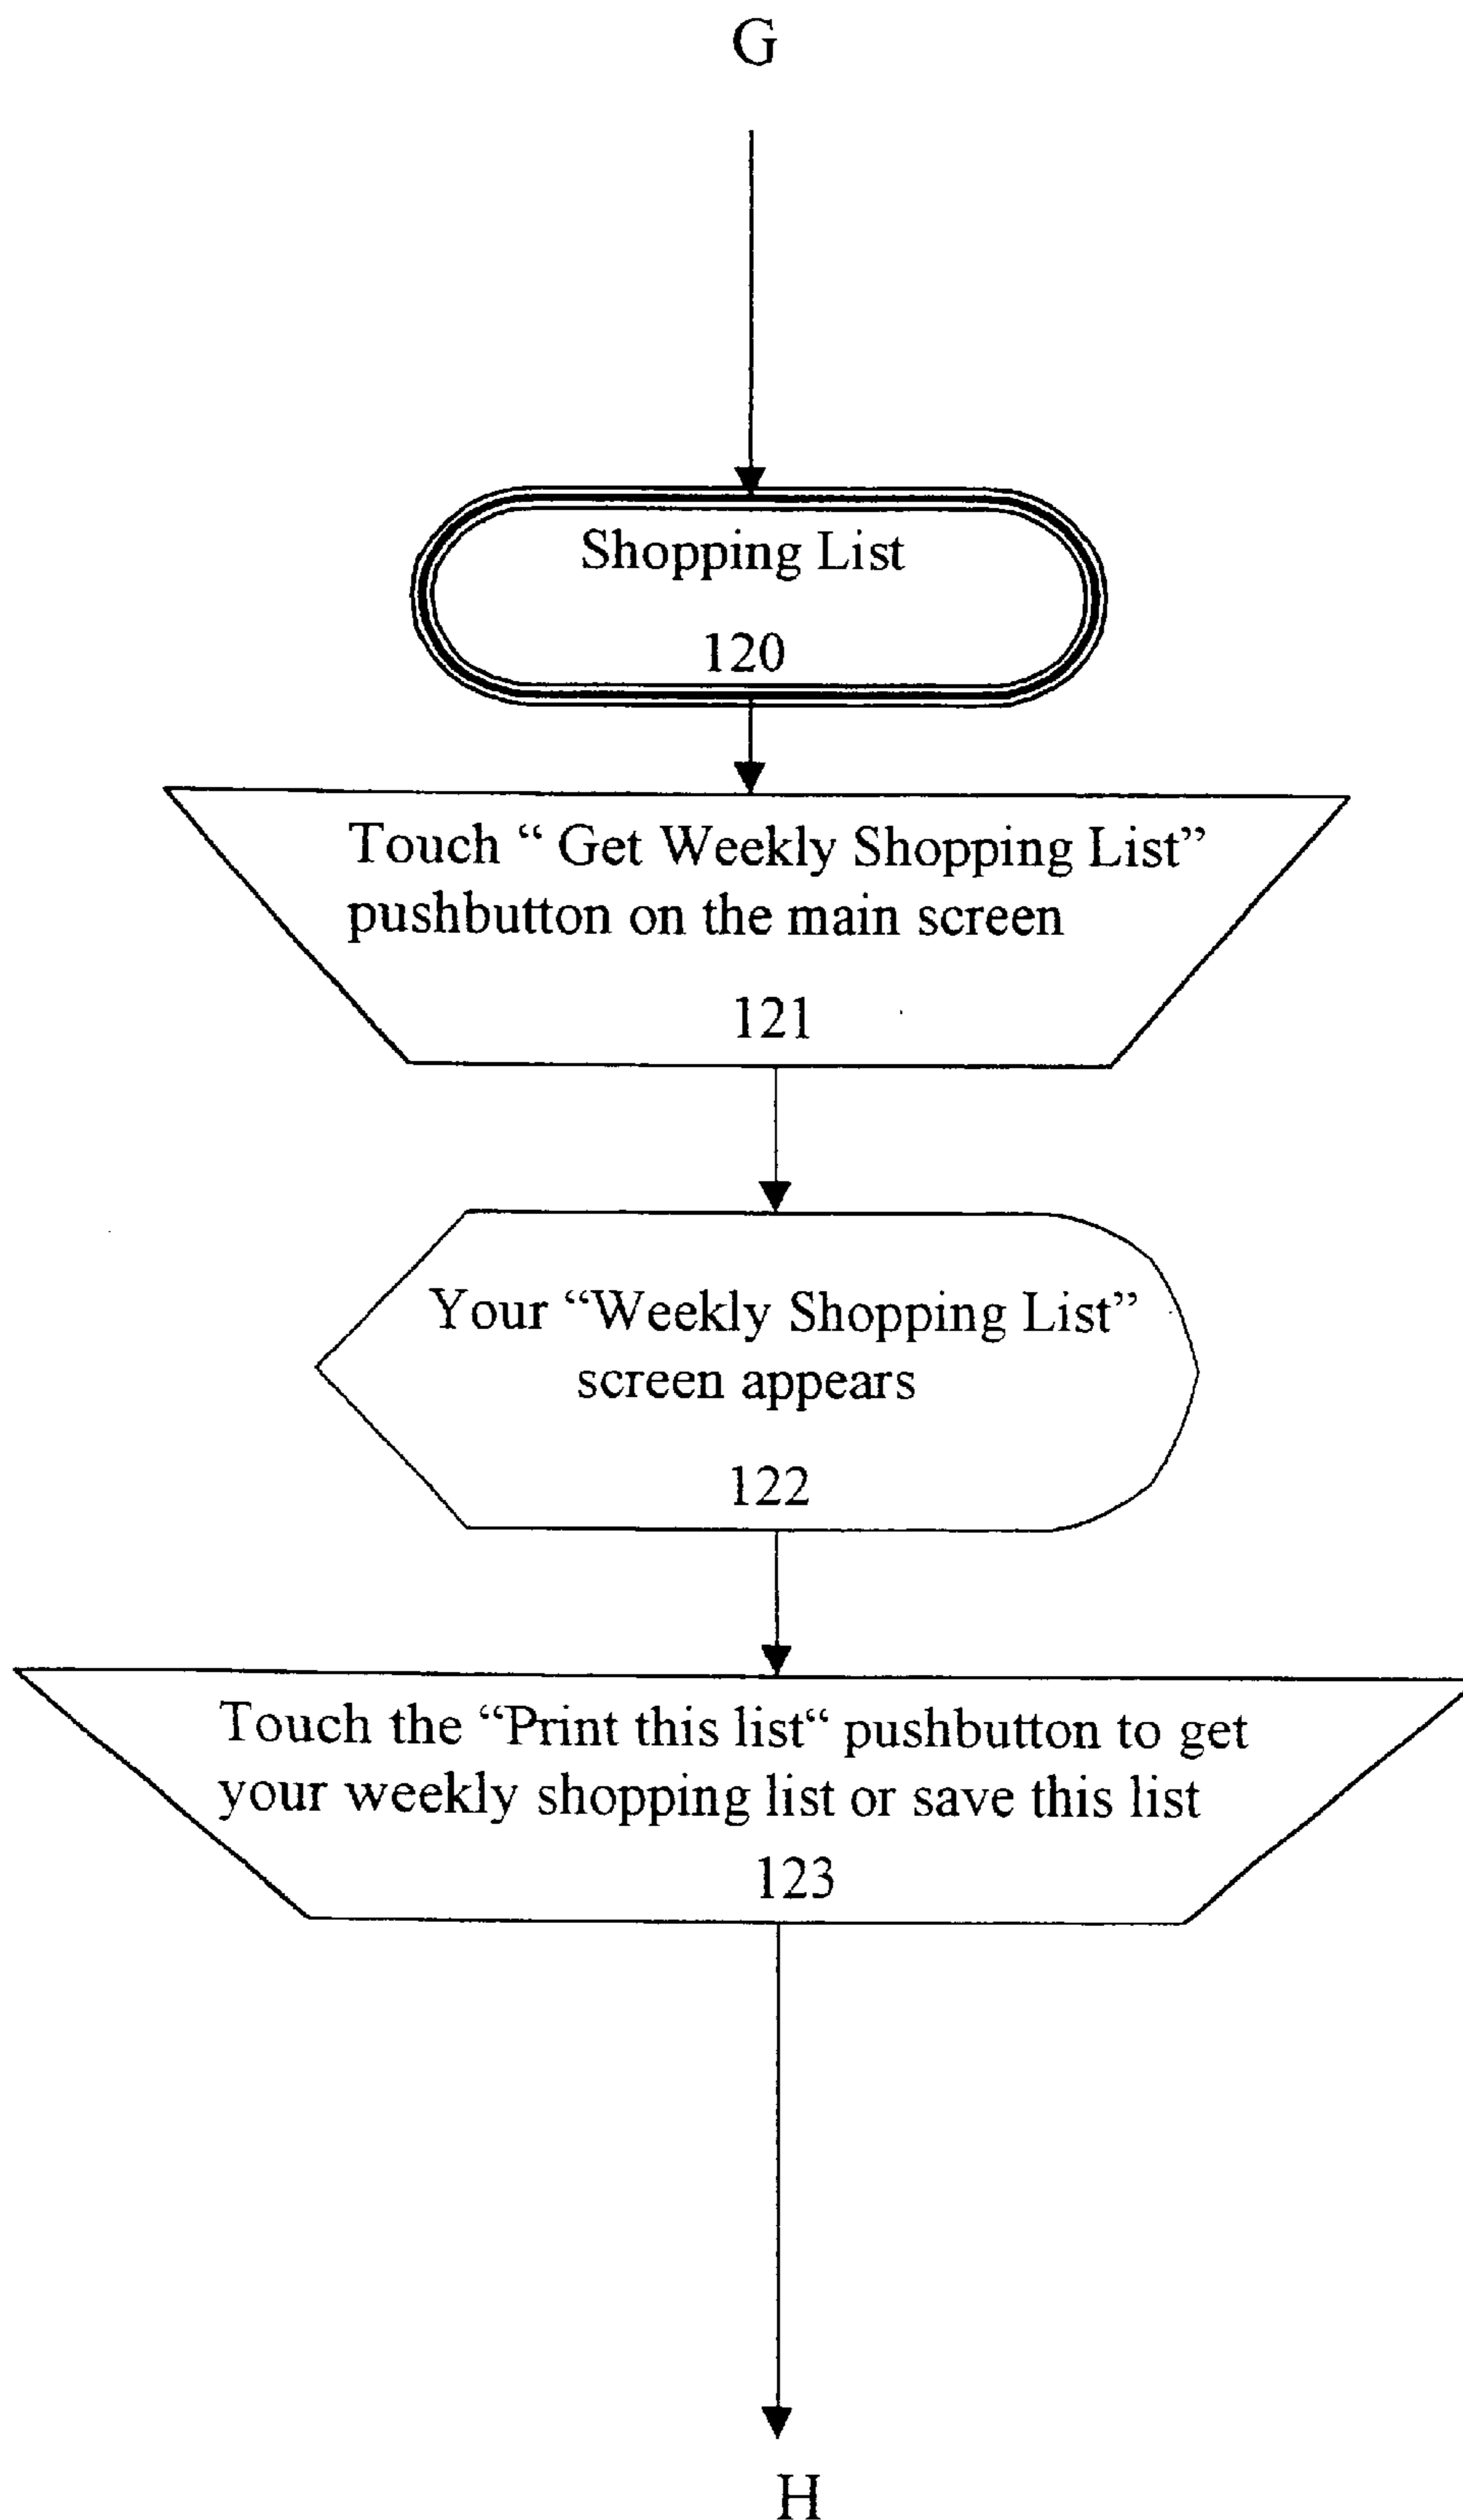 G
Shopping List
120
Touch “ Get Weekly Shopping List”
pushbutton on the main screen
121
Your “Weekly Shopping List”
screen appears
122
Touch the “Print this list“ pushbutton to get
your weekly shopping list or save this list
123
H